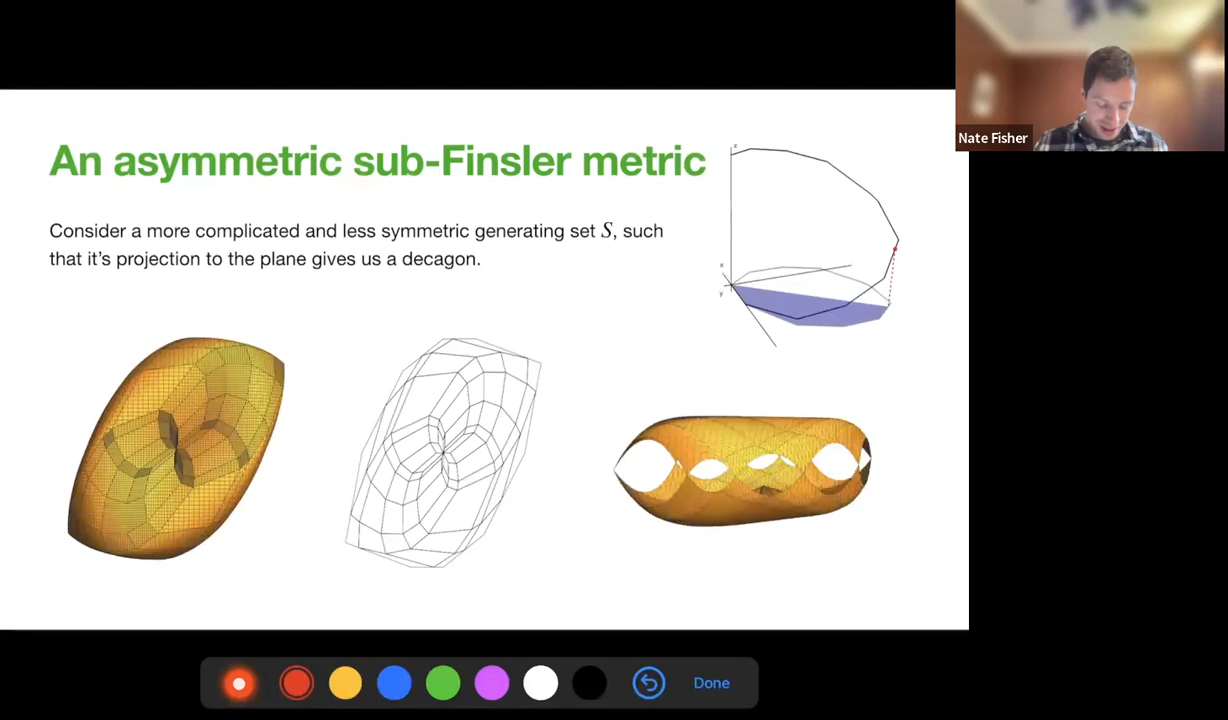 An asymmetric sub-Finsler metric
Consider a more complicated and less symmetric generating set S, such
that it's projection to the plane gives us a decagon.
z
x
y
Nate Fisher
Done